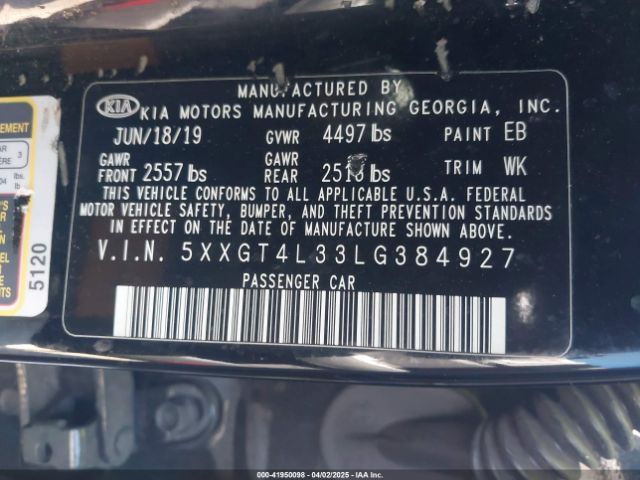 MANUFACTURED BY
KIA KIA MOTORS MANUFACTURING GEORGIA, INC.
JUN/18/19 GVWR 4497 lbs PAINT EB
GAWR GAWR
FRONT 2557 lbs REAR lbs TRIM WK
THIS VEHICLE CONFORMS TO ALL APPLICABLE U.S.A. FEDERAL
MOTOR VEHICLE SAFETY, BUMPER, AND THEFT PREVENTION STANDARDS
IN EFFECT ON THE DATE OF MANUFACTURE SHOWN ABOVE.
V.I.N. 5XXGT4L33LG384927
PASSENGER CAR
5120
000-41950098 - 04/02/2025 - IAA Inc.